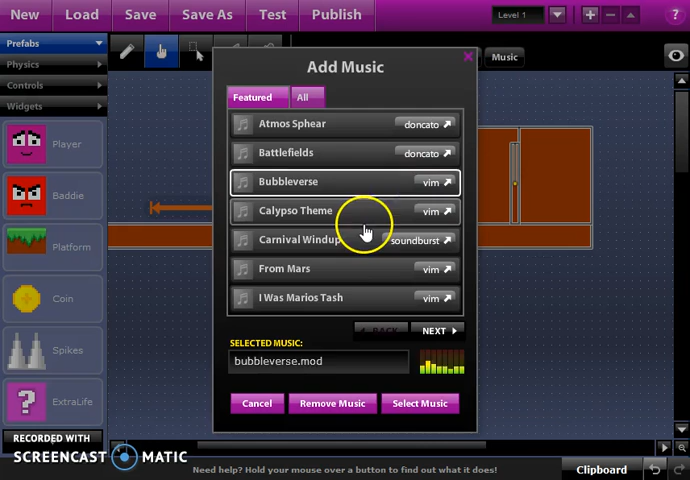 New Load Save Save As Test Publish Level 1
Prefabs
Physics
Controls
Widgets
Music
Player
Baddie
Platform
Coin
Spikes
ExtraLife
Add Music
Featured All
Atmos Sphear doncato
Battlefields doncato
Bubbleverse vim
Calypso Theme vim
Carnival Windup soundburst
From Mars vim
I Was Marios Tash vim
BACK NEXT
SELECTED MUSIC:
bubbleverse.mod
Cancel Remove Music Select Music
RECORDED WITH
SCREENCAST MATIC
Need help? Hold your mouse over a button to find out what it does!
Clipboard